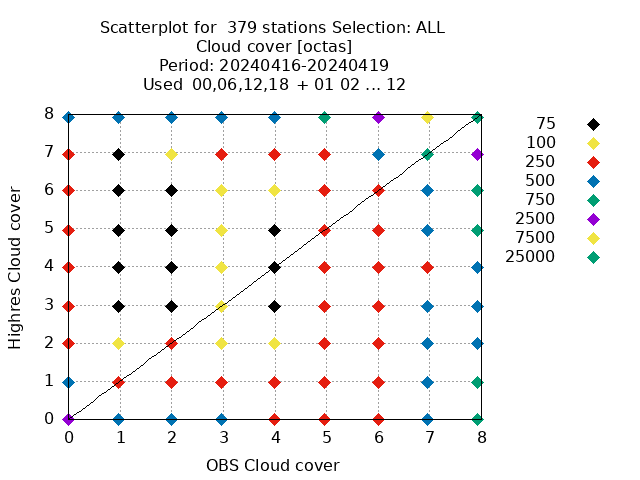 Scatterplot for  379 stations Selection: ALL
Cloud cover [octas]
Period: 20240416-20240419
Used  00,06,12,18  + 01 02 ... 12
8
7
6
5
4
3
2
1
0
Highres Cloud cover
0 1 2 3 4 5 6 7 8
OBS Cloud cover
75
100
250
500
750
2500
7500
25000